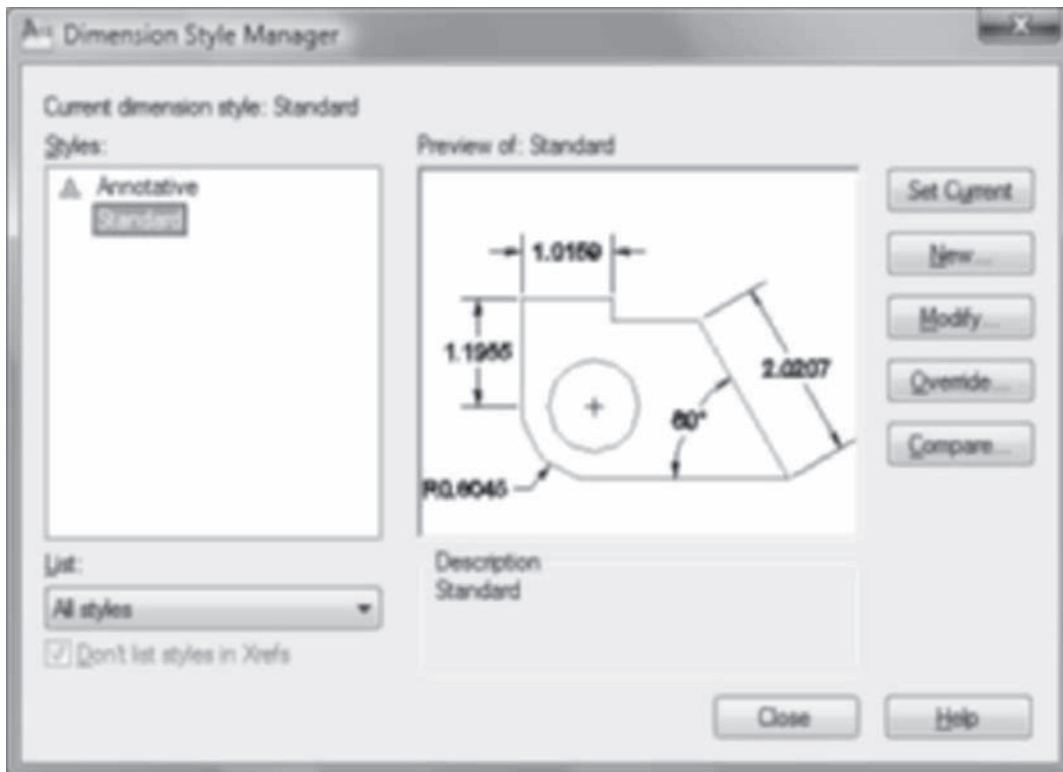 Dimension Style Manager
Current dimension style: Standard
Styles:
Annotative
Standard
Preview of: Standard
1.0159
1.1955
2.0207
60°
R0.8045
Set Current
New...
Modify...
Override...
Compare...
List:
All styles
Don't list styles in Xrefs
Description
Standard
Close
Help